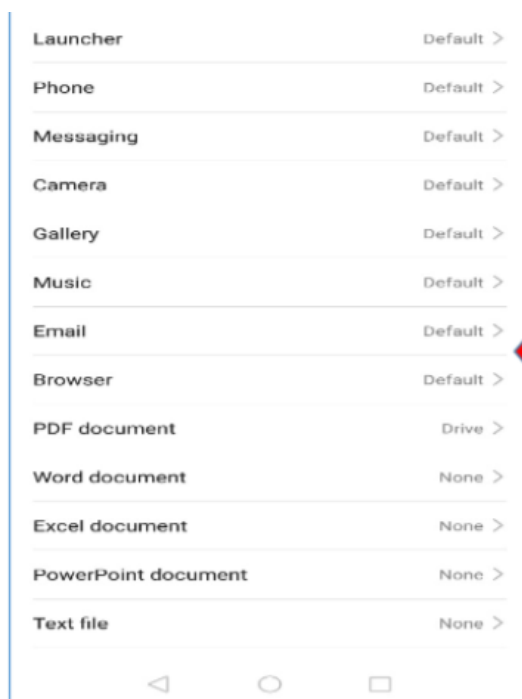 Launcher Default
Phone Default
Messaging Default
Camera Default
Gallery Default
Music Default
Email Default
Browser Default
PDF document Drive
Word document None
Excel document None
PowerPoint document None
Text file None